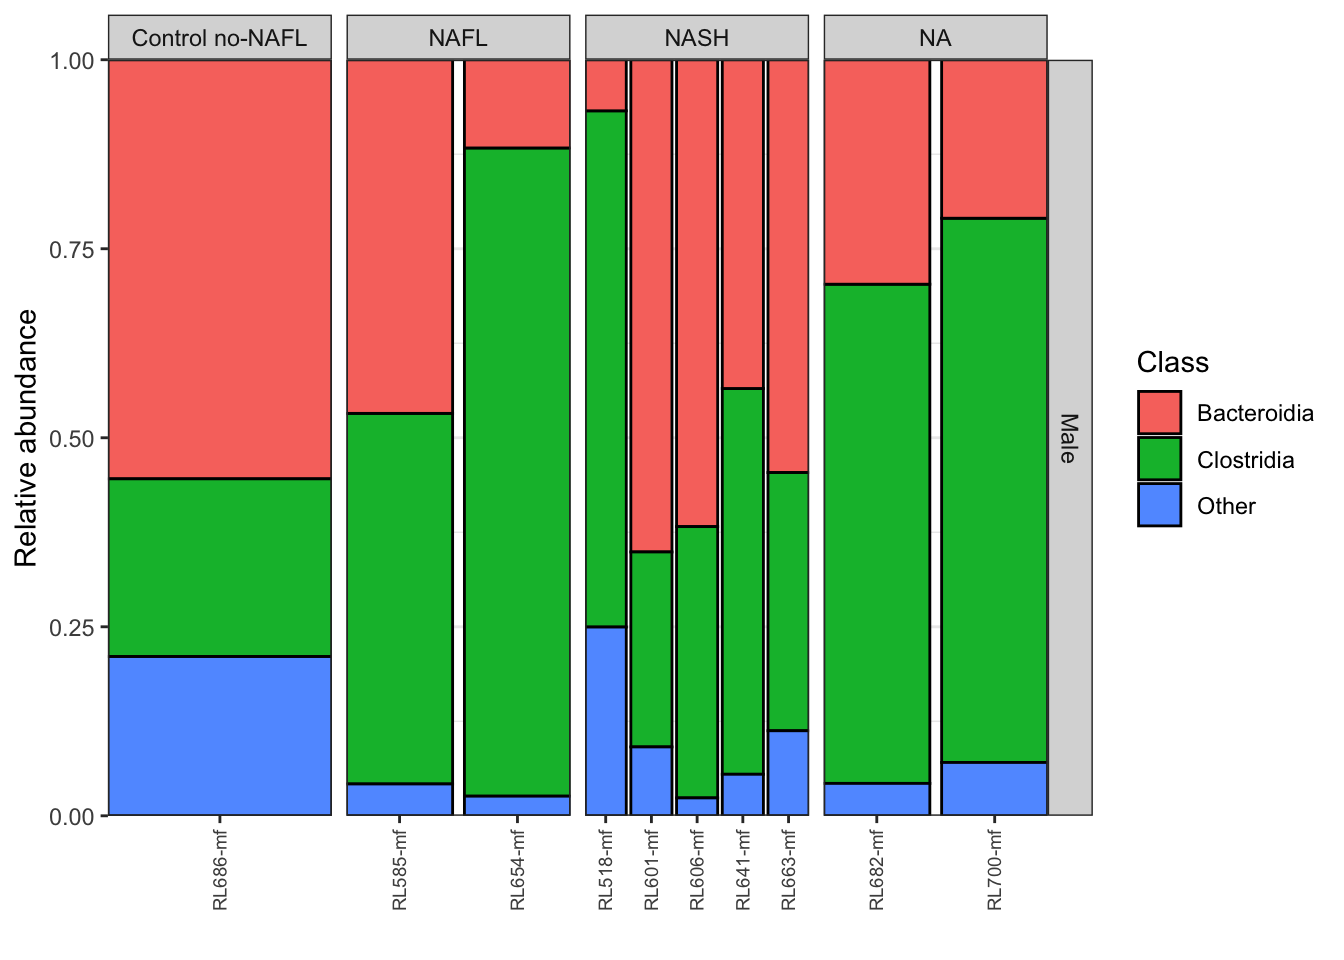 Control no-NAFL
NAFL
NASH
NA
1.00
0.75
0.50
0.25
0.00
Relative abundance
Male
RL686-mf
RL585-mf
RL654-mf
RL518-mf
RL601-mf
RL606-mf
RL641-mf
RL663-mf
RL682-mf
RL700-mf
Class
Bacteroidia
Clostridia
Other